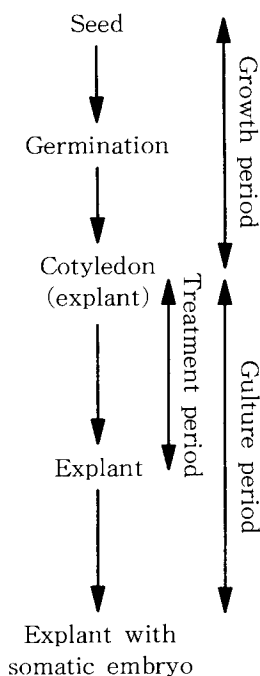 Seed
Germination
Cotyledon
(explant)
Explant
Explant with
somatic embryo
Growth period
Treatment period
Gulture period